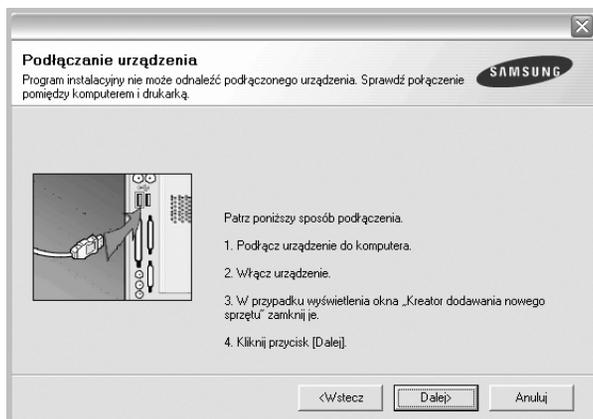 Podłączanie urządzenia
Program instalacyjny nie może odnaleźć podłączonego urządzenia. Sprawdź połączenie
pomiędzy komputerem i drukarką.
SAMSUNG
Patrz poniższy sposób podłączenia.
1. Podłącz urządzenie do komputera.
2. Włącz urządzenie.
3. W przypadku wyświetlenia okna „Kreator dodawania nowego
sprzętu” zamknij je.
4. Kliknij przycisk [Dalej].
<Wstecz Dalej> Anuluj